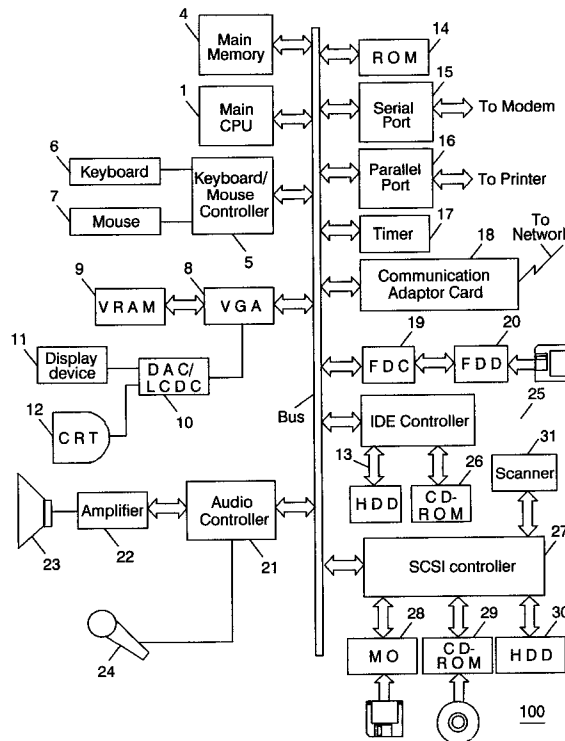 4
Main
Memory
14
ROM
1
Main
CPU
15
Serial
Port
To Modem
6
Keyboard
16
Parallel
Port
To Printer
7
Mouse
Keyboard/
Mouse
Controller
5
17
Timer
To
Network
18
Communication
Adaptor Card
9
VRAM
8
VGA
19
FDC
20
FDD
11
Display
device
DAC/
LCDC
10
25
Bus
IDE Controller
12
CRT
13
HDD
26
CD-
ROM
31
Scanner
23
Amplifier
22
Audio
Controller
21
27
SCSI controller
24
28
MO
29
CD-
ROM
30
HDD
100